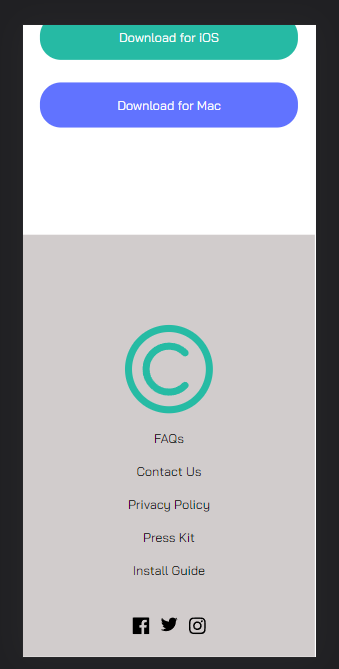 Download for IOS
Download for Mac
FAQs
Contact Us
Privacy Policy
Press Kit
Install Guide